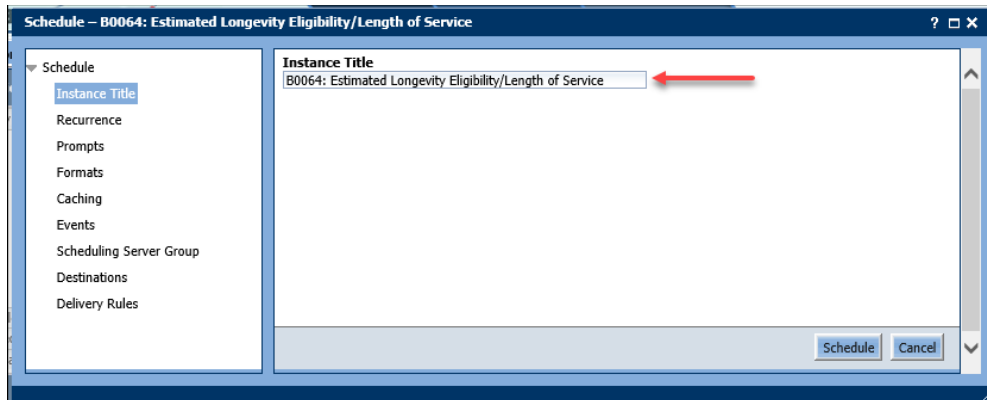 Schedule – B0064: Estimated Longevity Eligibility/Length of Service
?
Schedule
Instance Title
Recurrence
Prompts
Formats
Caching
Events
Scheduling Server Group
Destinations
Delivery Rules
Instance Title
B0064: Estimated Longevity Eligibility/Length of Service
Schedule Cancel